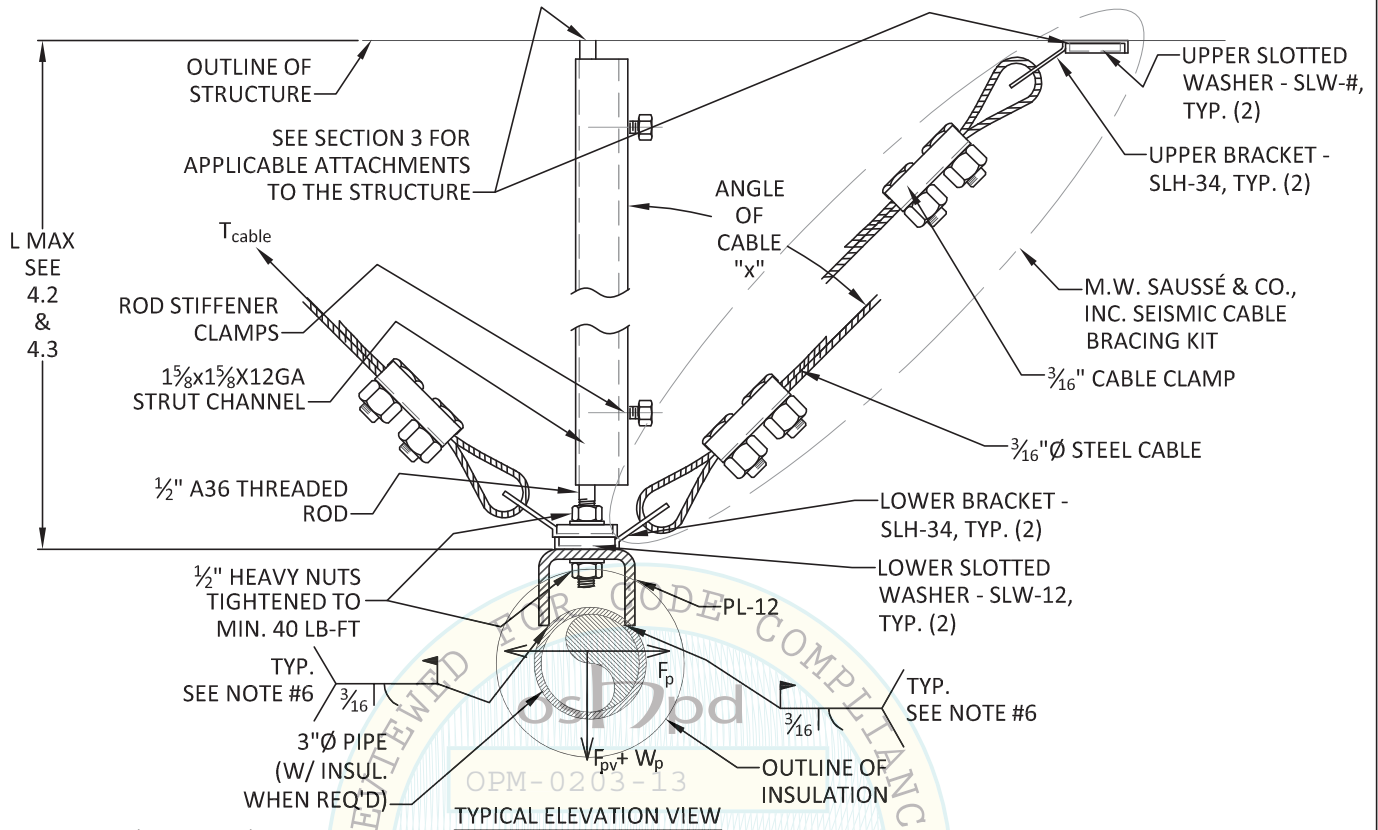 OUTLINE OF
STRUCTURE
SEE SECTION 3 FOR
APPLICABLE ATTACHMENTS
TO THE STRUCTURE
UPPER SLOTTED
WASHER - SLW-#,
TYP. (2)
UPPER BRACKET -
SLH-34, TYP. (2)
ANGLE
OF
CABLE
"x"
Tcable
L MAX
SEE
4.2
&
4.3
ROD STIFFENER
CLAMPS
1⅝x1⅝X12GA
STRUT CHANNEL
M.W. SAUSSÉ & CO.,
INC. SEISMIC CABLE
BRACING KIT
3/16" CABLE CLAMP
3/16"Ø STEEL CABLE
½" A36 THREADED
ROD
LOWER BRACKET -
SLH-34, TYP. (2)
½" HEAVY NUTS
TIGHTENED TO
MIN. 40 LB-FT
LOWER SLOTTED
WASHER - SLW-12,
TYP. (2)
PL-12
TYP.
SEE NOTE #6
3/16
Fp
TYP.
SEE NOTE #6
3/16
3"Ø PIPE
(W/ INSUL.
WHEN REQ'D)
Fpv+ Wp
OUTLINE OF
INSULATION
FOR CODE
oshpd
OPM-0203-13
TYPICAL ELEVATION VIEW